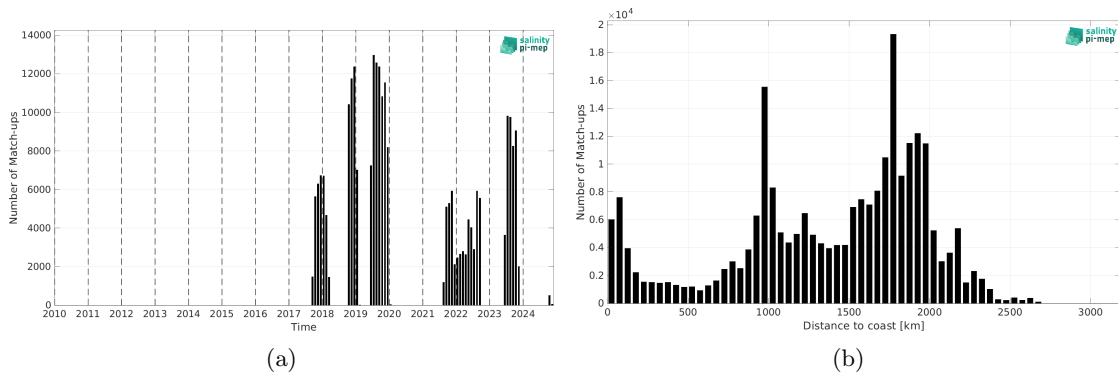 14000
12000
10000
8000
6000
4000
2000
0
Number of Match-ups
2010 2011 2012 2013 2014 2015 2016 2017 2018 2019 2020 2021 2022 2023 2024
Time
salinity
pi-mep
(a)
×10⁴
2
1.8
1.6
1.4
1.2
1
0.8
0.6
0.4
0.2
0
Number of Match-ups
0 500 1000 1500 2000 2500 3000
Distance to coast [km]
salinity
pi-mep
(b)